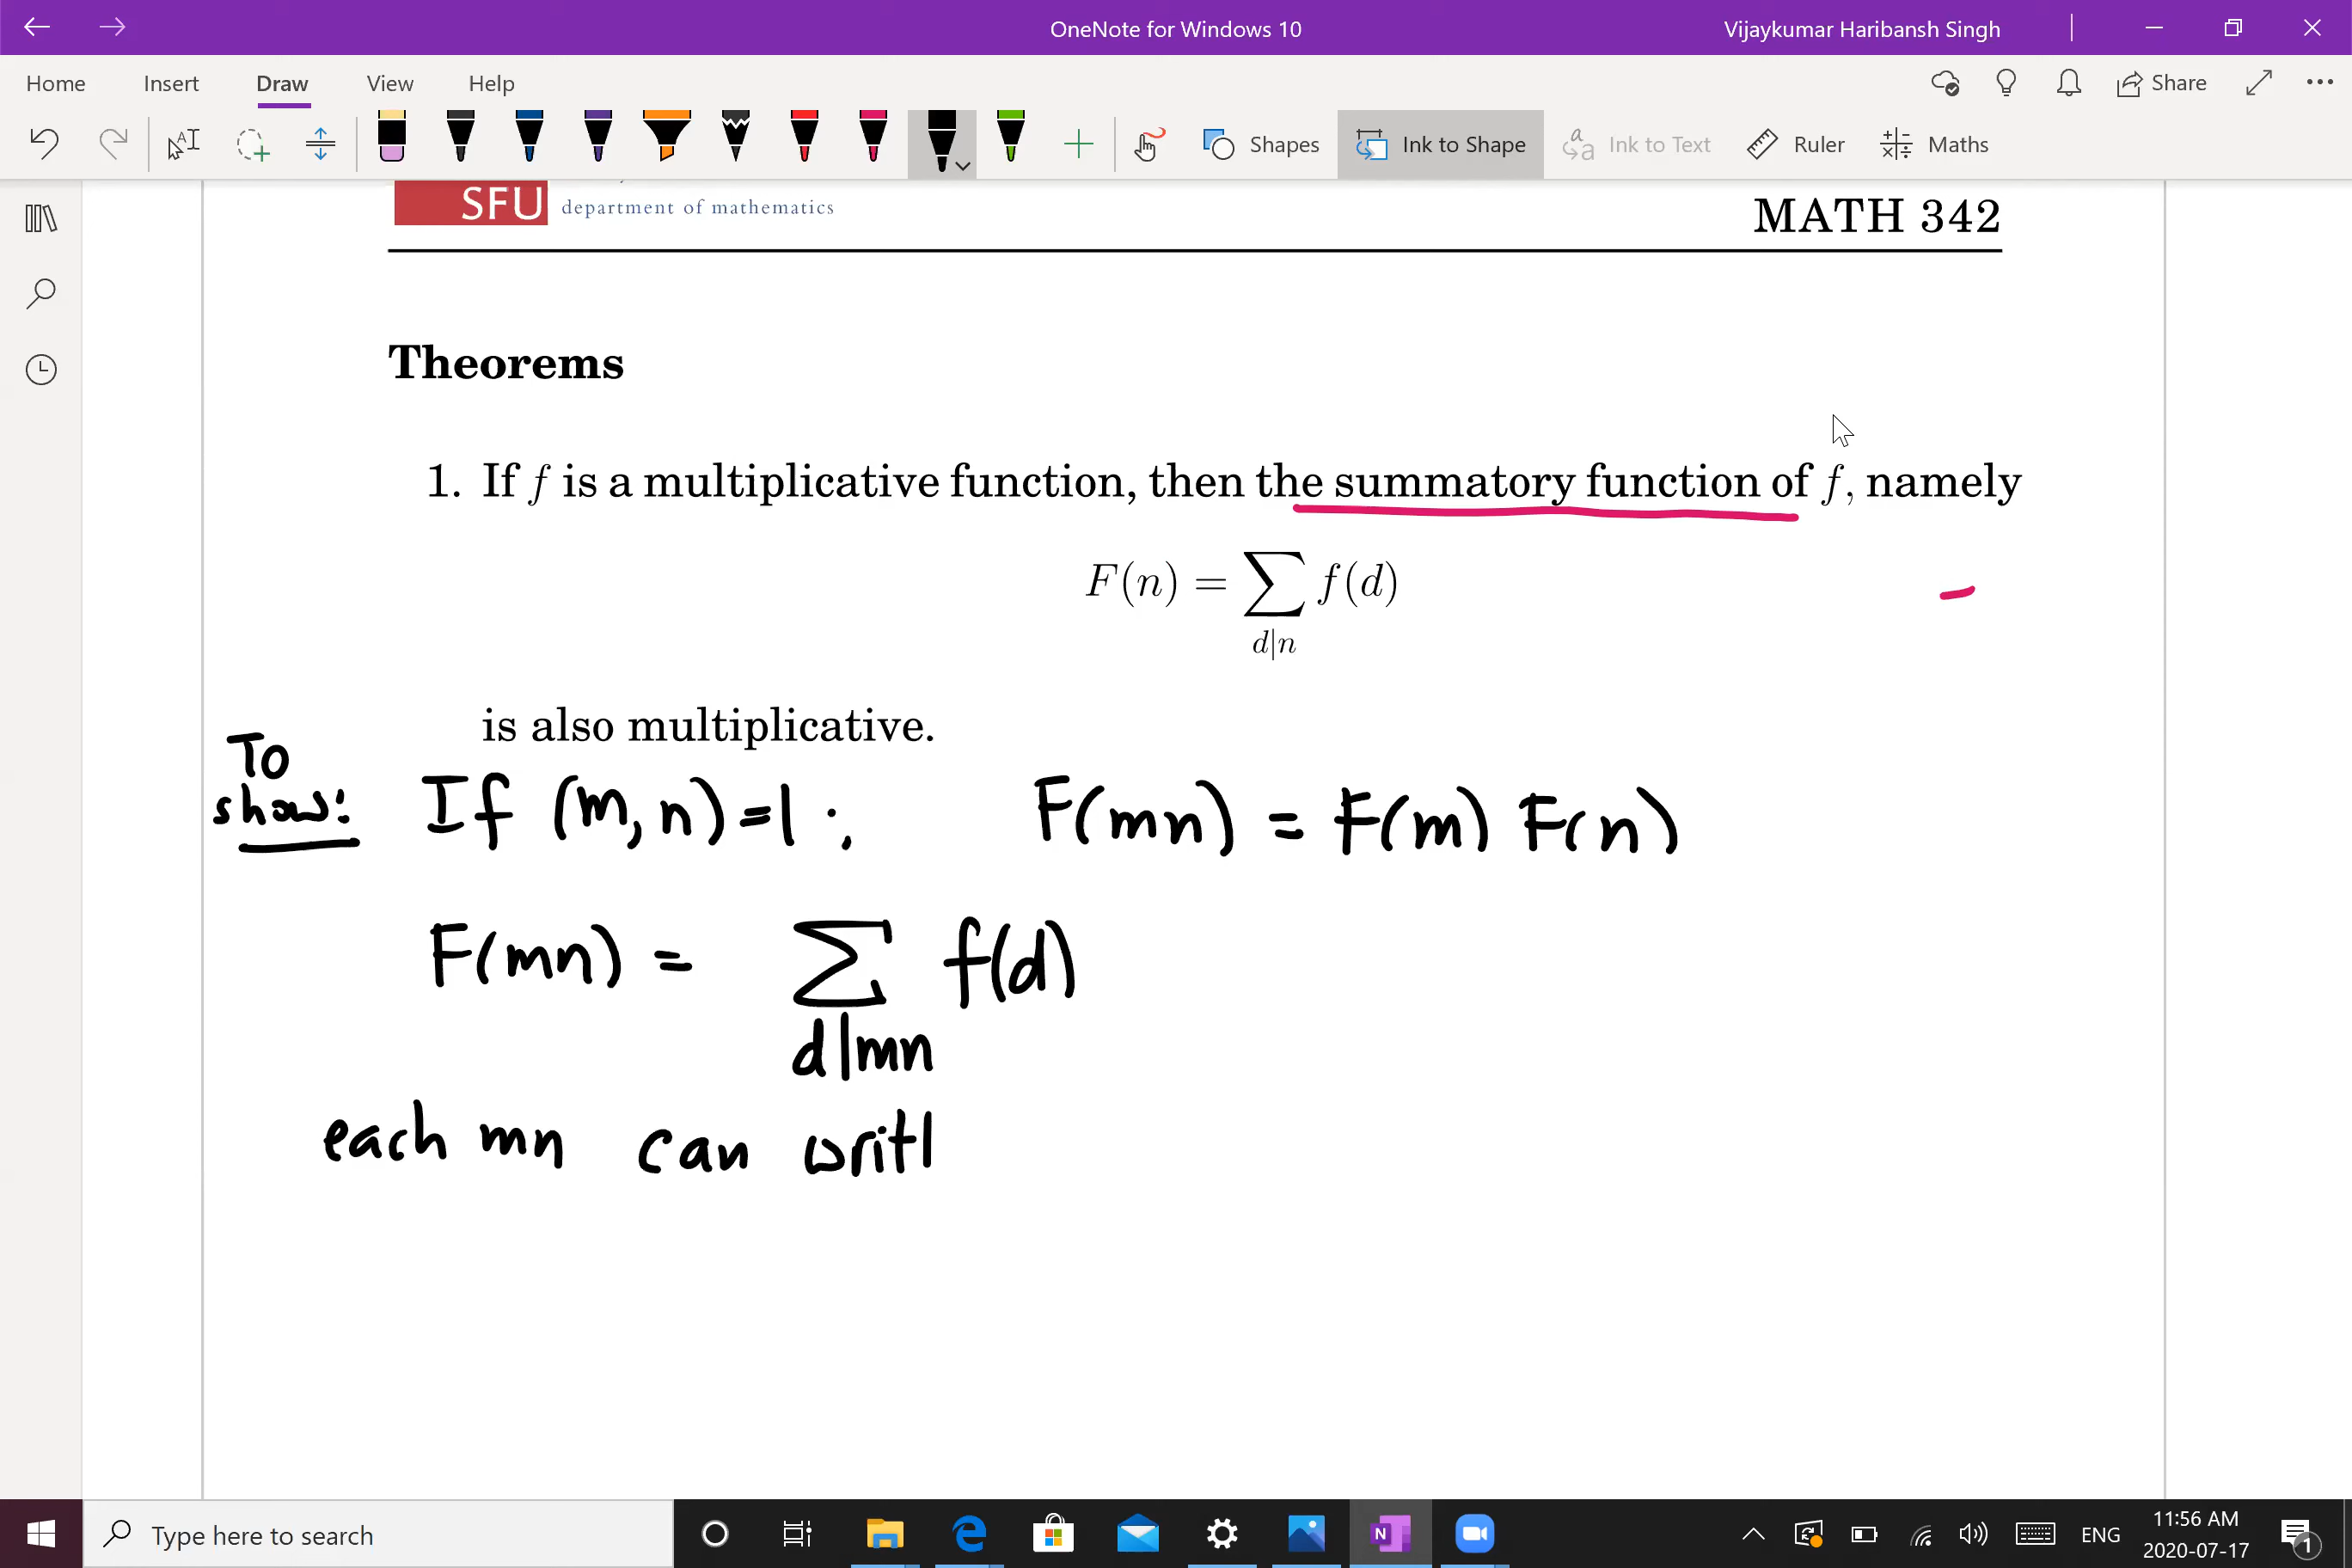 OneNote for Windows 10
Vijaykumar Haribansh Singh
Home Insert Draw View Help
Share
Shapes Ink to Shape Ink to Text Ruler Maths
SFU department of mathematics
MATH 342
Theorems
1. If f is a multiplicative function, then the summatory function of f, namely
F(n) = ∑ f(d)
d|n
is also multiplicative.
To
show:
If (m, n) = 1 ; F(mn) = F(m) F(n)
F(mn) = ∑ f(d)
d|mn
each mn can writ
Type here to search
ENG
11:56 AM
2020-07-17
1